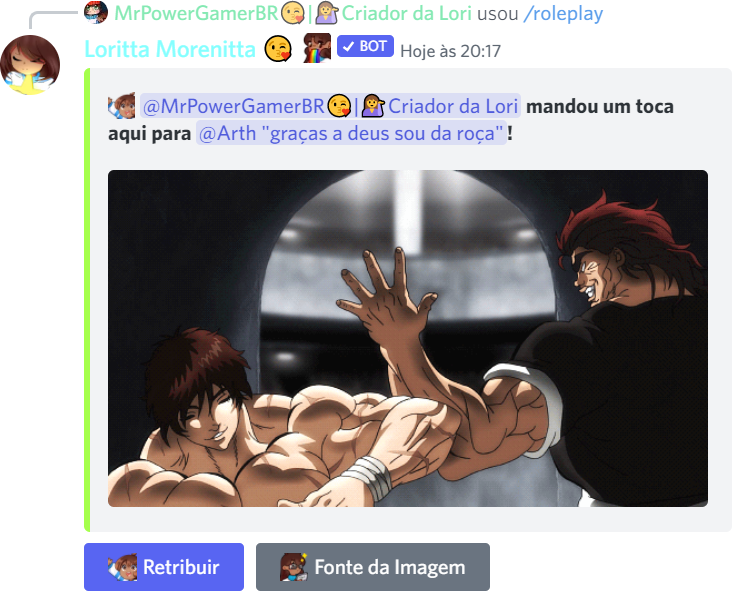 MrPowerGamerBR😘|💁‍♀️Criador da Lori usou /roleplay
Loritta Morenitta 😘 ✓ BOT Hoje às 20:17
@MrPowerGamerBR😘|💁‍♀️Criador da Lori mandou um toca
aqui para @Arth "graças a deus sou da roça"!
Retribuir
Fonte da Imagem